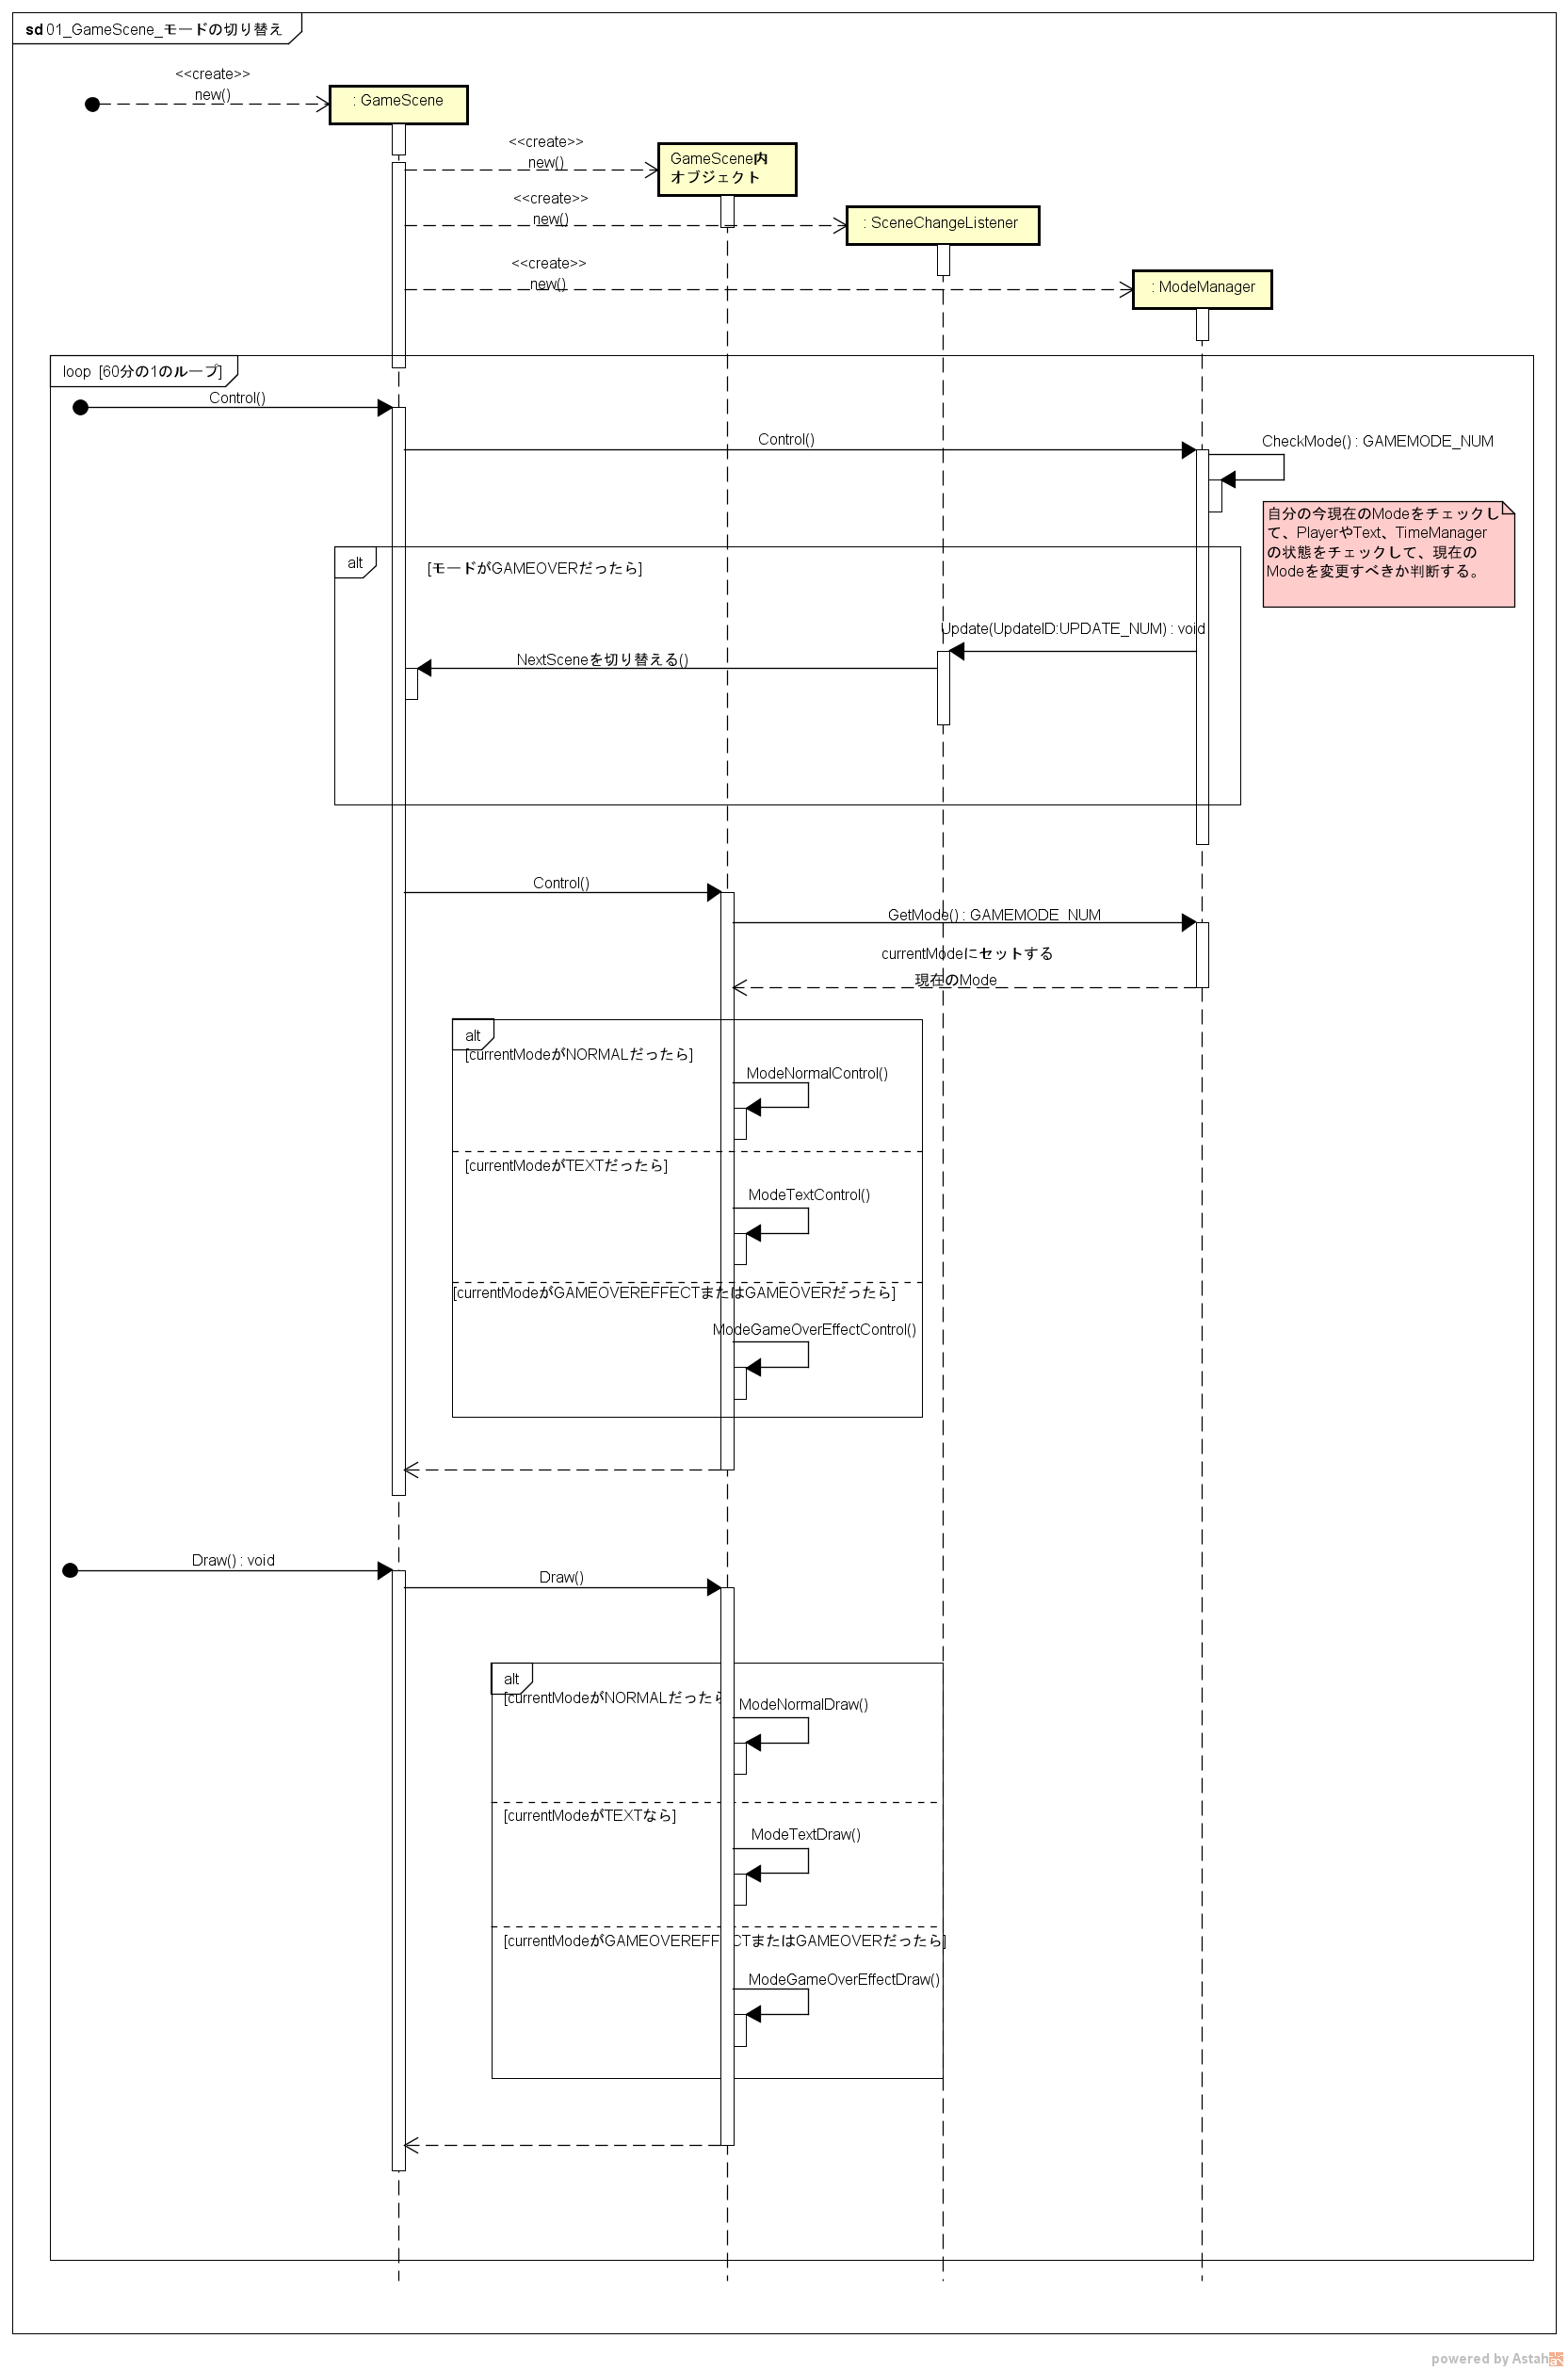 sd 01_GameScene_モードの切り替え
<<create>>
new()
: GameScene
<<create>>
new()
GameScene内
オブジェクト
<<create>>
new()
: SceneChangeListener
<<create>>
new()
: ModeManager
loop [60分の1のループ]
Control()
Control()
CheckMode() : GAMEMODE_NUM
自分の今現在のModeをチェックし
て、PlayerやText、TimeManager
の状態をチェックして、現在の
Modeを変更すべきか判断する。
alt
[モードがGAMEOVERだったら]
Update(UpdateID:UPDATE_NUM) : void
NextSceneを切り替える()
Control()
GetMode() : GAMEMODE_NUM
currentModeにセットする
現在のMode
alt
[currentModeがNORMALだったら]
ModeNormalControl()
[currentModeがTEXTだったら]
ModeTextControl()
[currentModeがGAMEOVEREFFECTまたはGAMEOVERだったら]
ModeGameOverEffectControl()
Draw() : void
Draw()
alt
[currentModeがNORMALだったら
ModeNormalDraw()
[currentModeがTEXTなら]
ModeTextDraw()
[currentModeがGAMEOVEREFFECTまたはGAMEOVERだったら]
ModeGameOverEffectDraw()
powered by Astah